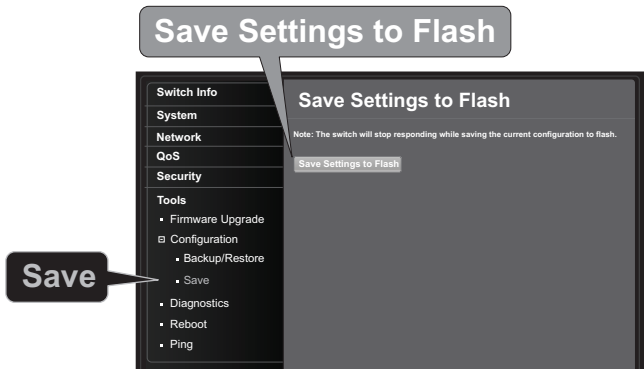 Save Settings to Flash
Switch Info
System
Network
QoS
Security
Tools
Firmware Upgrade
Configuration
Backup/Restore
Save
Diagnostics
Reboot
Ping
Save
Save Settings to Flash
Note: The switch will stop responding while saving the current configuration to flash.
Save Settings to Flash